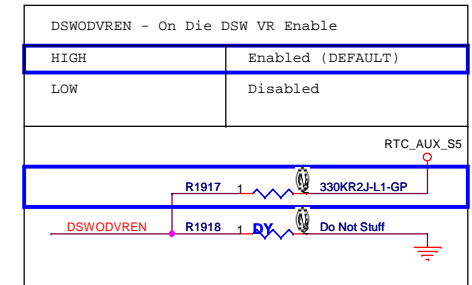 DSWODVREN - On Die DSW VR Enable
HIGH Enabled (DEFAULT)
LOW Disabled
RTC_AUX_S5
R1917 1 330KR2J-L1-GP
DSWODVREN R1918 1 DY Do Not Stuff